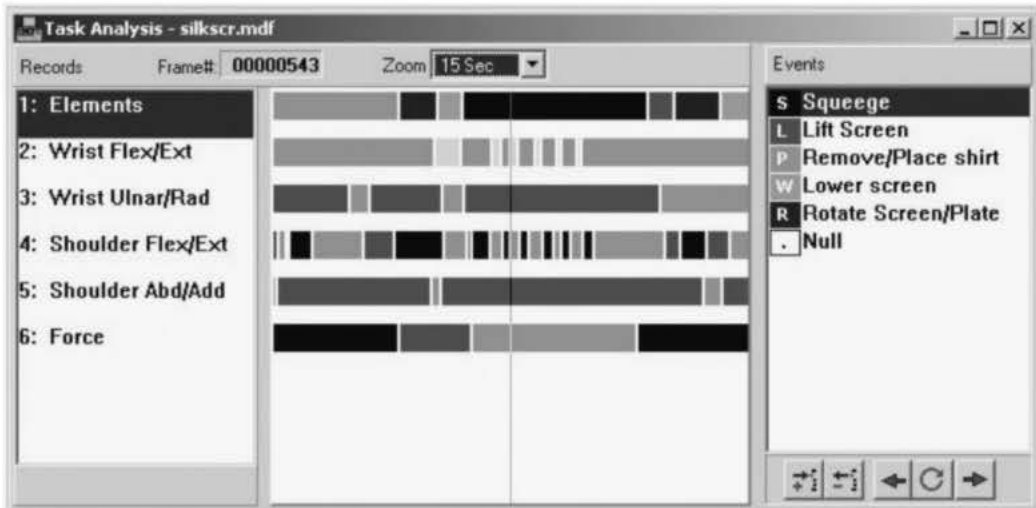 Task Analysis - silkscr.mdf
Records Frame#: 00000543 Zoom 15 Sec Events
1: Elements
2: Wrist Flex/Ext
3: Wrist Ulnar/Rad
4: Shoulder Flex/Ext
5: Shoulder Abd/Add
6: Force
S Squeege
L Lift Screen
P Remove/Place shirt
W Lower screen
R Rotate Screen/Plate
. Null